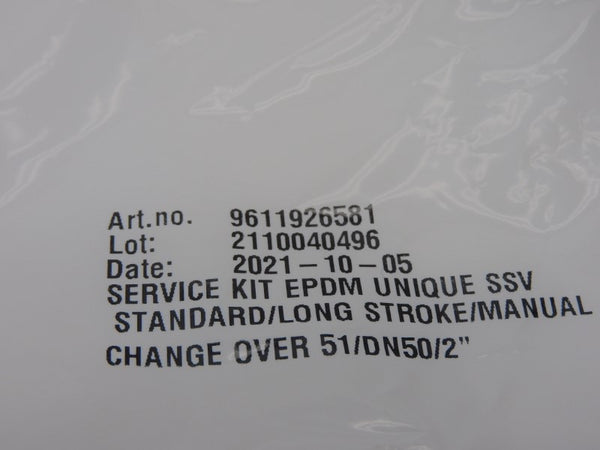 Art.no. 9611926581
Lot: 2110040496
Date: 2021-10-05
SERVICE KIT EPDM UNIQUE SSV
STANDARD/LONG STROKE/MANUAL
CHANGE OVER 51/DN50/2"